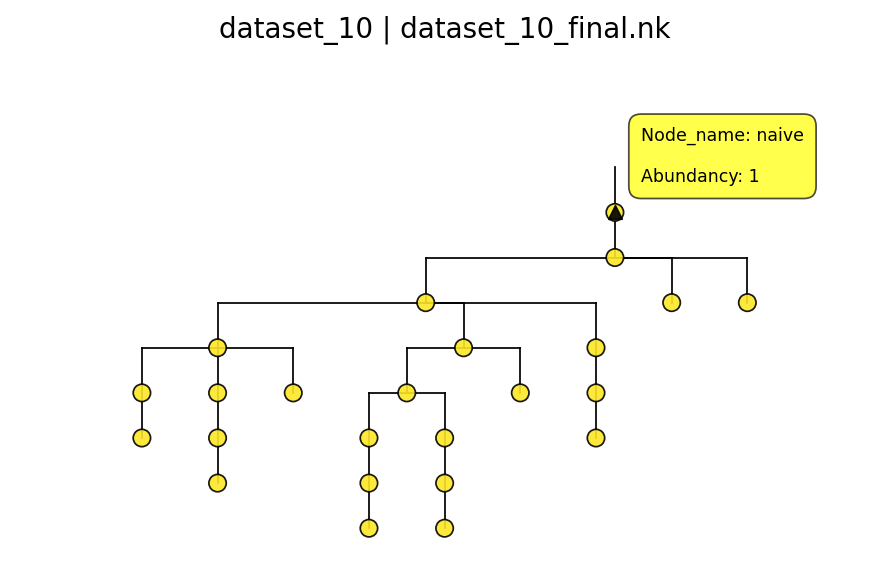 dataset_10 | dataset_10_final.nk
Node_name: naive
Abundancy: 1